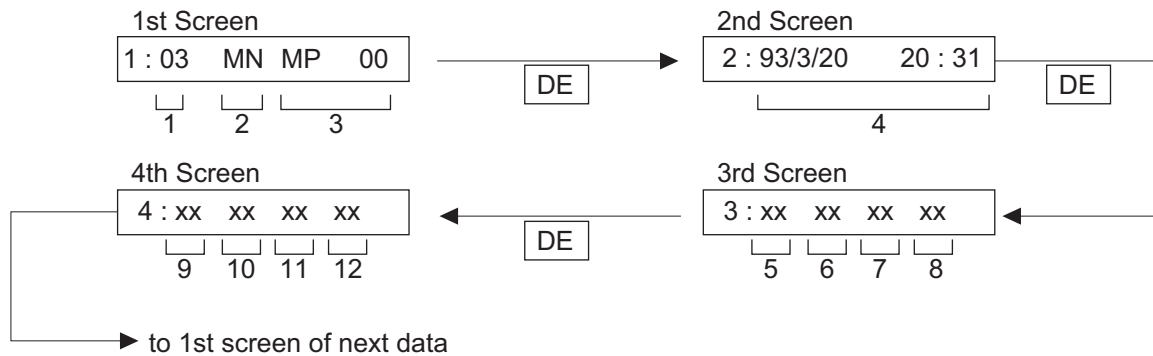 1st Screen
1 : 03 MN MP 00
1 2 3
DE
2nd Screen
2 : 93/3/20 20 : 31
4
DE
4th Screen
4 : xx xx xx xx
9 10 11 12
DE
3rd Screen
3 : xx xx xx xx
5 6 7 8
to 1st screen of next data